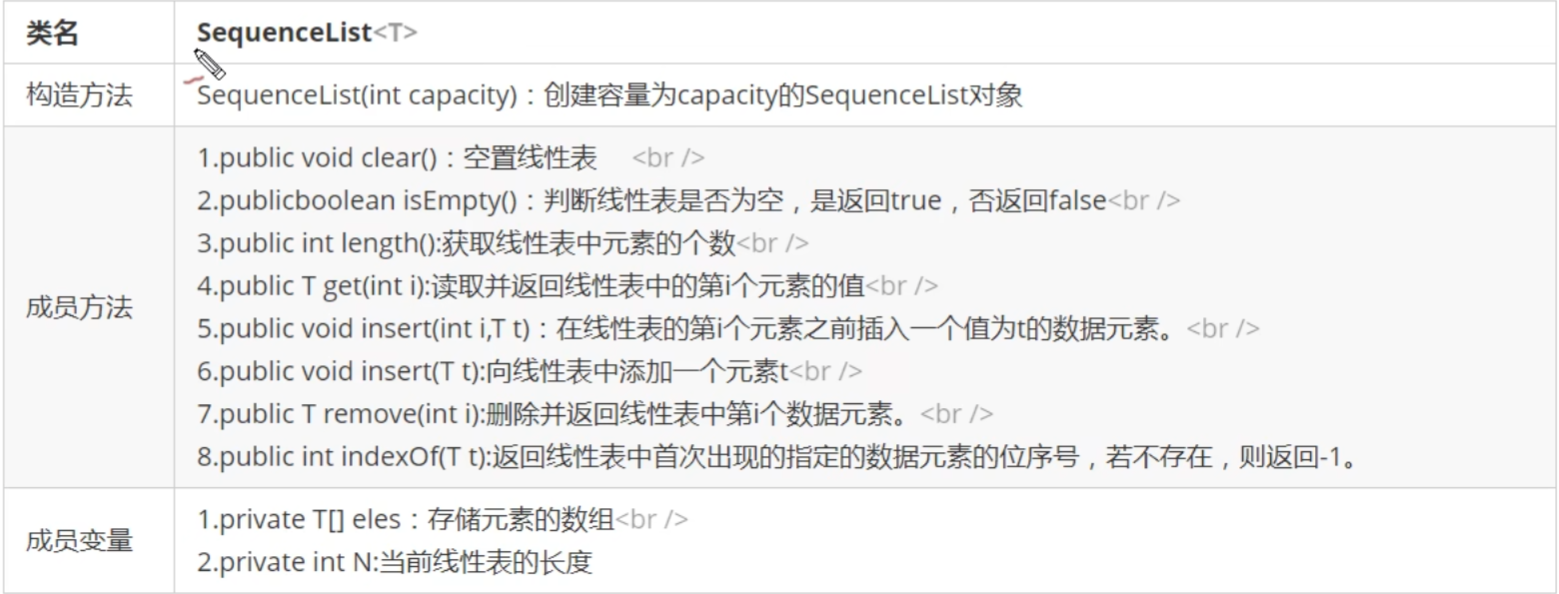 类名
SequenceList<T>
构造方法
SequenceList(int capacity)：创建容量为capacity的SequenceList对象
成员方法
1.public void clear()：空置线性表 <br />
2.publicboolean isEmpty()：判断线性表是否为空，是返回true，否返回false<br />
3.public int length():获取线性表中元素的个数<br />
4.public T get(int i):读取并返回线性表中的第i个元素的值<br />
5.public void insert(int i,T t)：在线性表的第i个元素之前插入一个值为t的数据元素。<br />
6.public void insert(T t):向线性表中添加一个元素t<br />
7.public T remove(int i):删除并返回线性表中第i个数据元素。<br />
8.public int indexOf(T t):返回线性表中首次出现的指定的数据元素的位序号，若不存在，则返回-1。
成员变量
1.private T[] eles：存储元素的数组<br />
2.private int N:当前线性表的长度